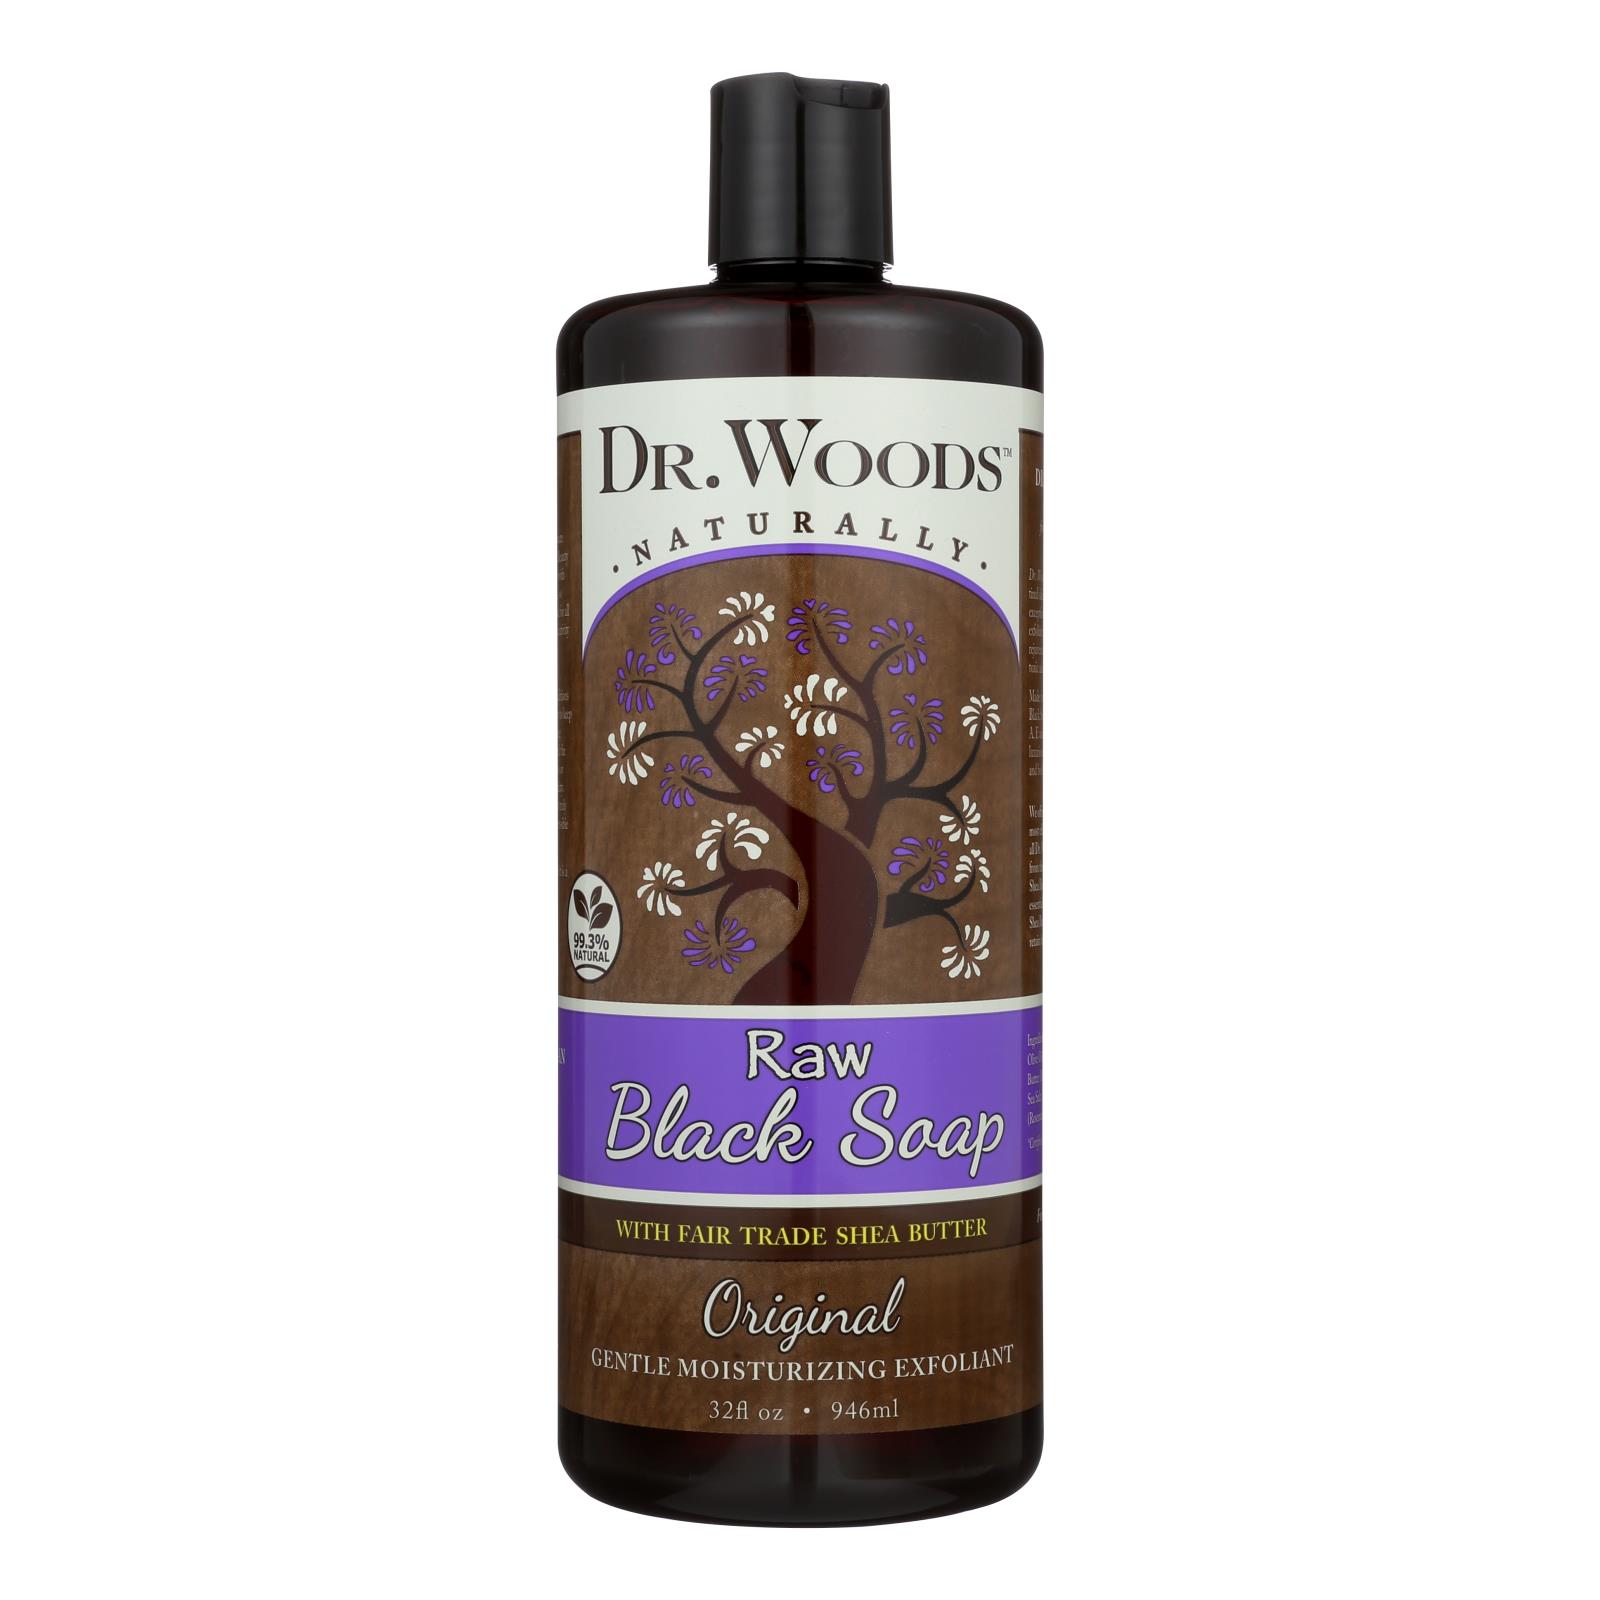 DR. WOODS™
• NATURALLY •
99.3%
NATURAL
Raw
Black Soap
WITH FAIR TRADE SHEA BUTTER
Original
GENTLE MOISTURIZING EXFOLIANT
32fl oz • 946ml